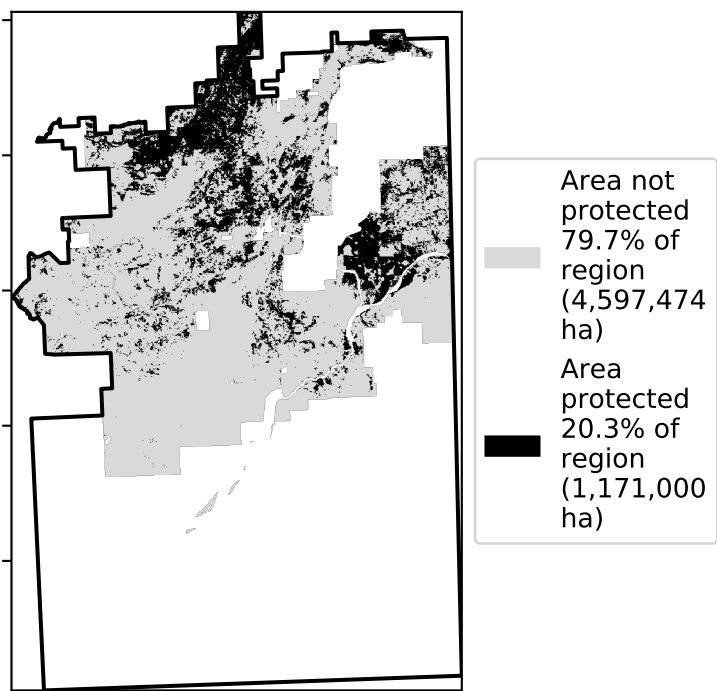 Area not
protected
79.7% of
region
(4,597,474
ha)
Area
protected
20.3% of
region
(1,171,000
ha)